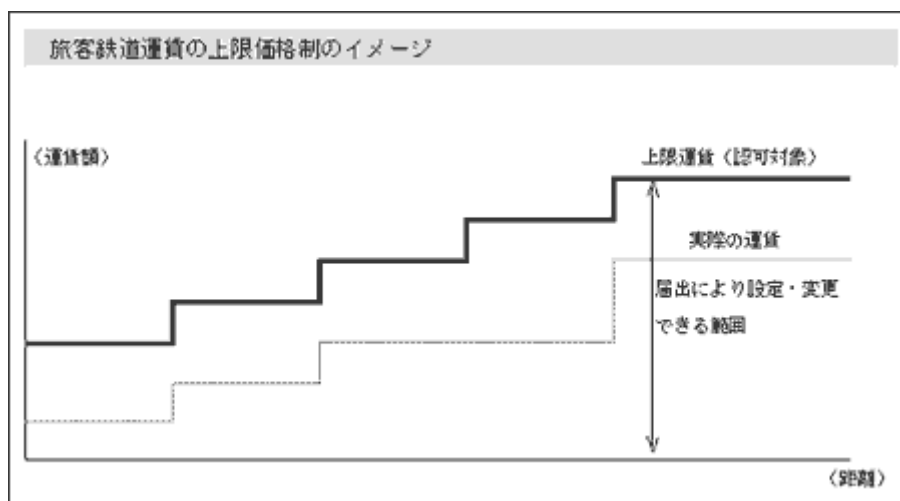 旅客鉄道運賃の上限価格制のイメージ
〈運賃額〉
上限運賃（認可対象）
実際の運賃
届出により設定・変更
できる範囲
〈距離〉